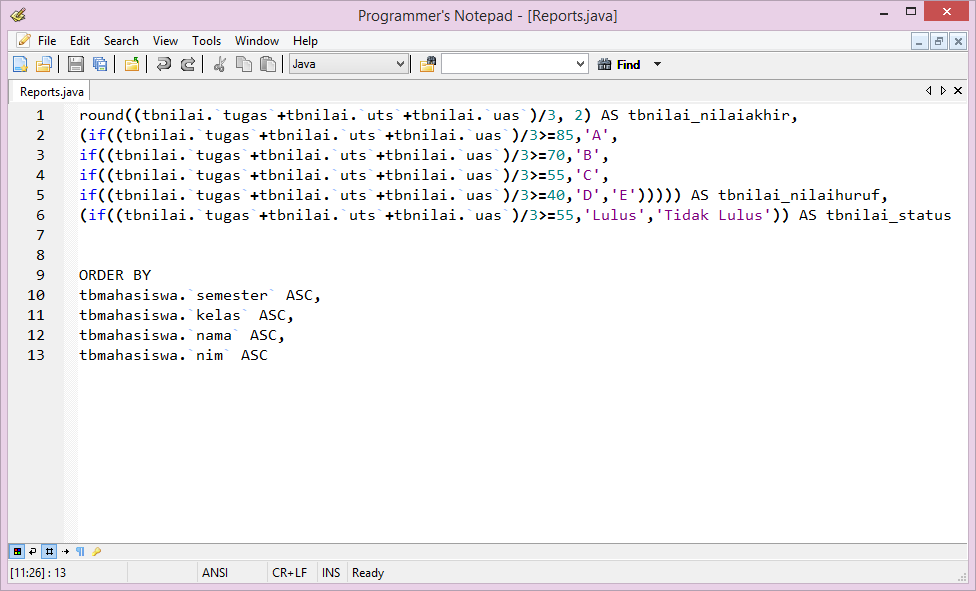 Programmer's Notepad - [Reports.java]
File Edit Search View Tools Window Help
Java Find
Reports.java
1 round((tbnilai.`tugas`+tbnilai.`uts`+tbnilai.`uas`)/3, 2) AS tbnilai_nilaiakhir,
2 (if((tbnilai.`tugas`+tbnilai.`uts`+tbnilai.`uas`)/3>=85,'A',
3 if((tbnilai.`tugas`+tbnilai.`uts`+tbnilai.`uas`)/3>=70,'B',
4 if((tbnilai.`tugas`+tbnilai.`uts`+tbnilai.`uas`)/3>=55,'C',
5 if((tbnilai.`tugas`+tbnilai.`uts`+tbnilai.`uas`)/3>=40,'D','E'))))) AS tbnilai_nilaihuruf,
6 (if((tbnilai.`tugas`+tbnilai.`uts`+tbnilai.`uas`)/3>=55,'Lulus','Tidak Lulus')) AS tbnilai_status
7
8
9 ORDER BY
10 tbmahasiswa.`semester` ASC,
11 tbmahasiswa.`kelas` ASC,
12 tbmahasiswa.`nama` ASC,
13 tbmahasiswa.`nim` ASC
[11:26] : 13 ANSI CR+LF INS Ready